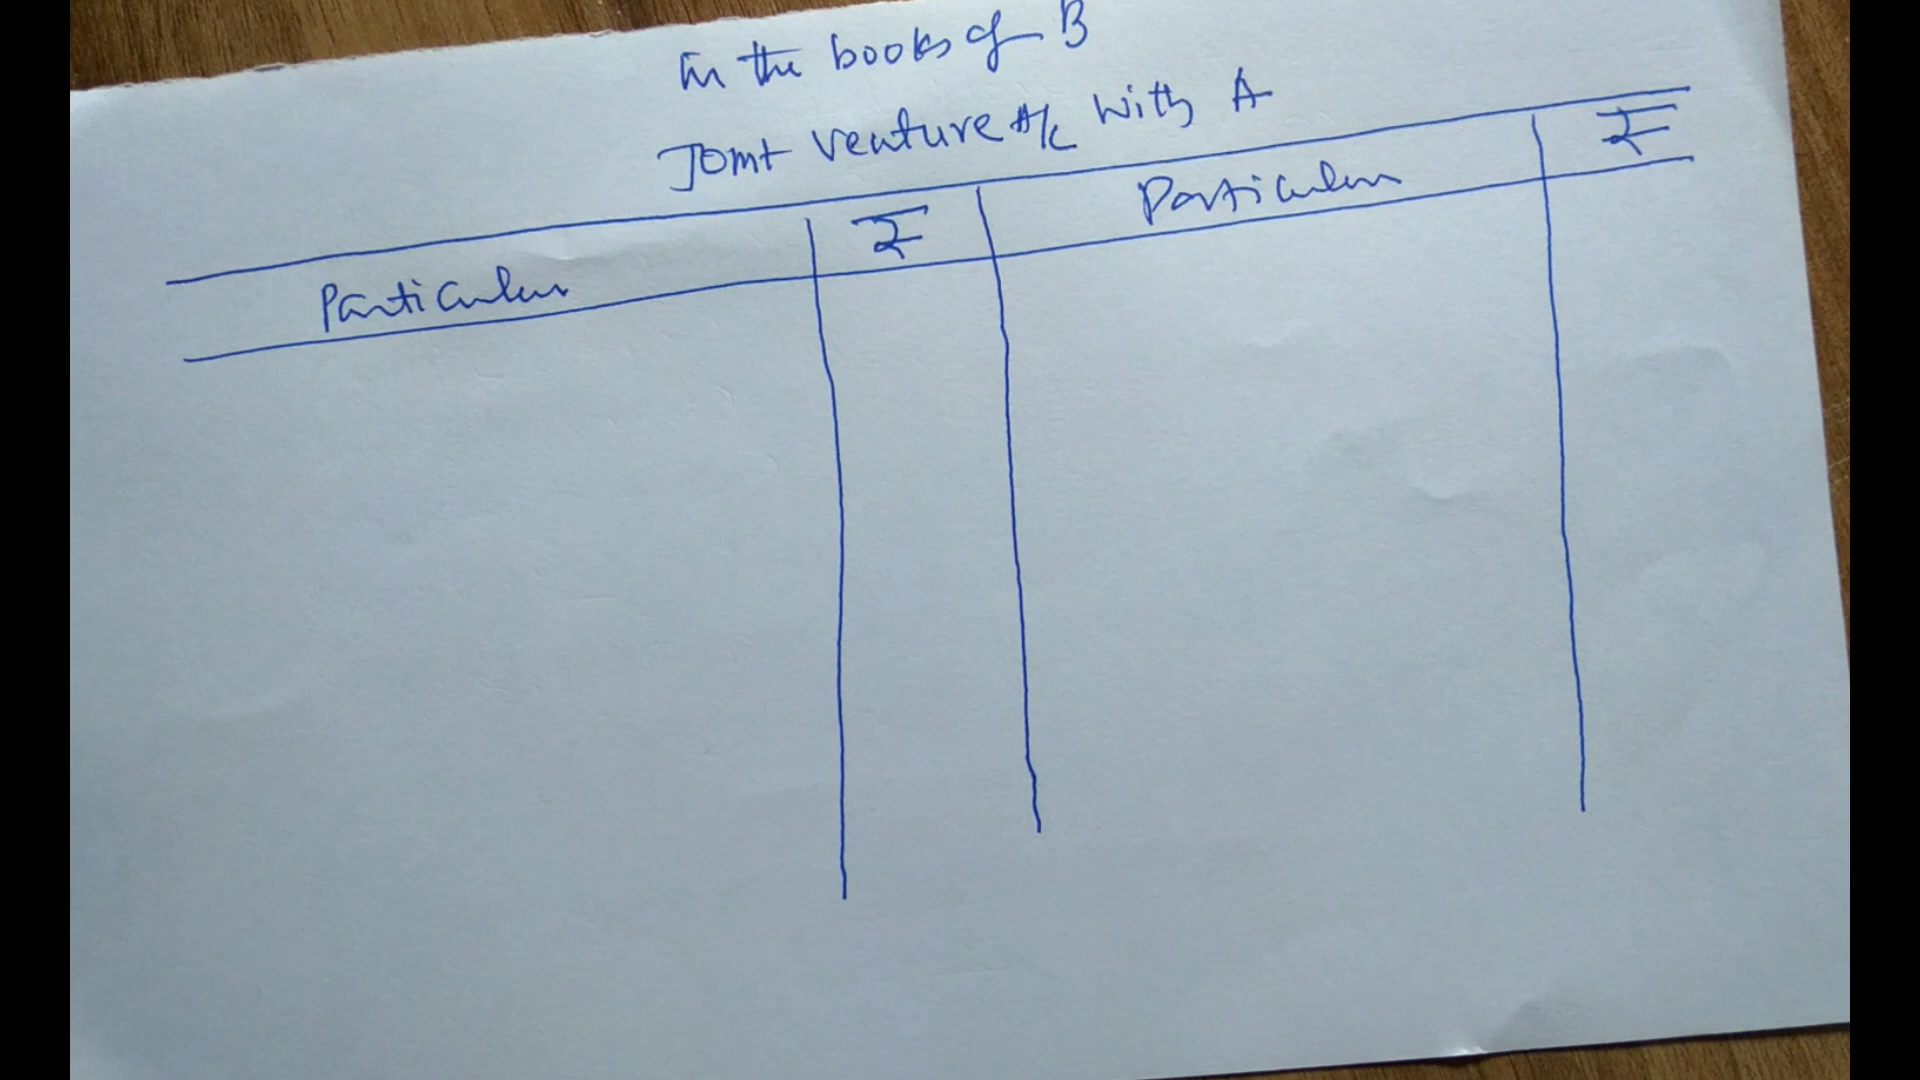 in the books of B
Joint Venture A/c with A
Particulars ₹ Particulars ₹